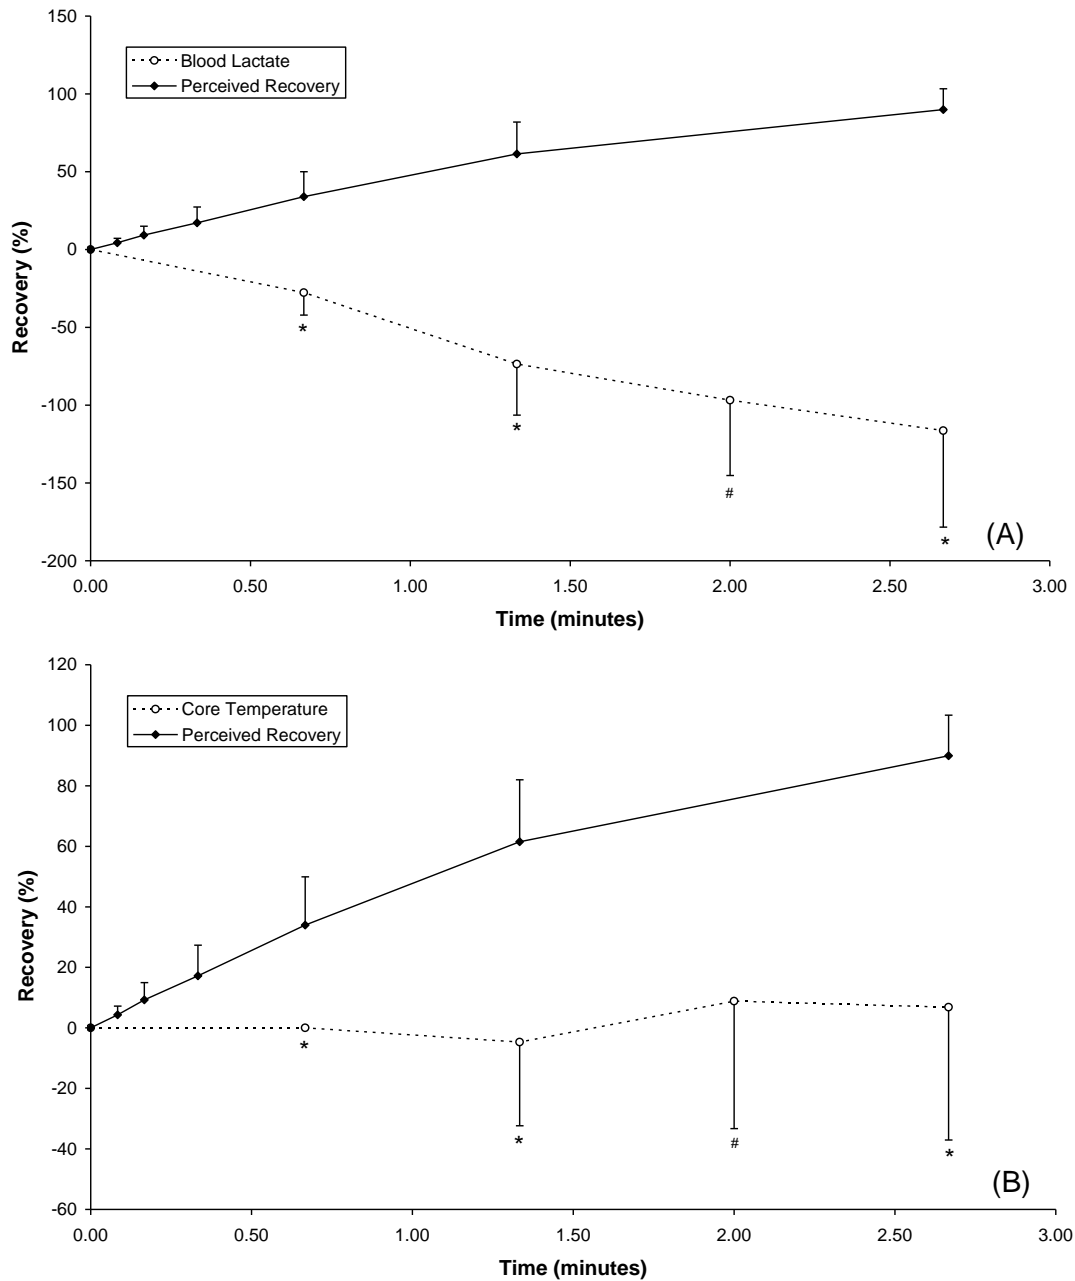 150
Blood Lactate
Perceived Recovery
100
50
0
-50
*
-100
*
-150
#
*
(A)
-200
0.00 0.50 1.00 1.50 2.00 2.50 3.00
Recovery (%)
Time (minutes)
120
Core Temperature
Perceived Recovery
100
80
60
40
20
0
*
-20
-40
* # *
(B)
-60
0.00 0.50 1.00 1.50 2.00 2.50 3.00
Recovery (%)
Time (minutes)